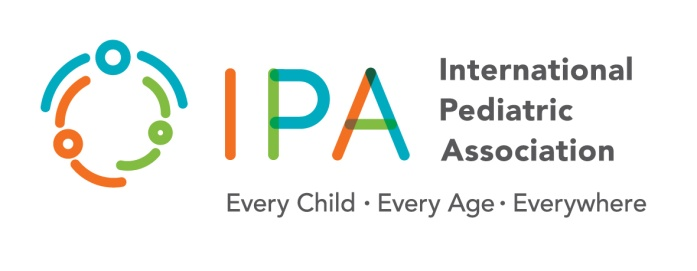 IPA
International
Pediatric
Association
Every Child · Every Age · Everywhere